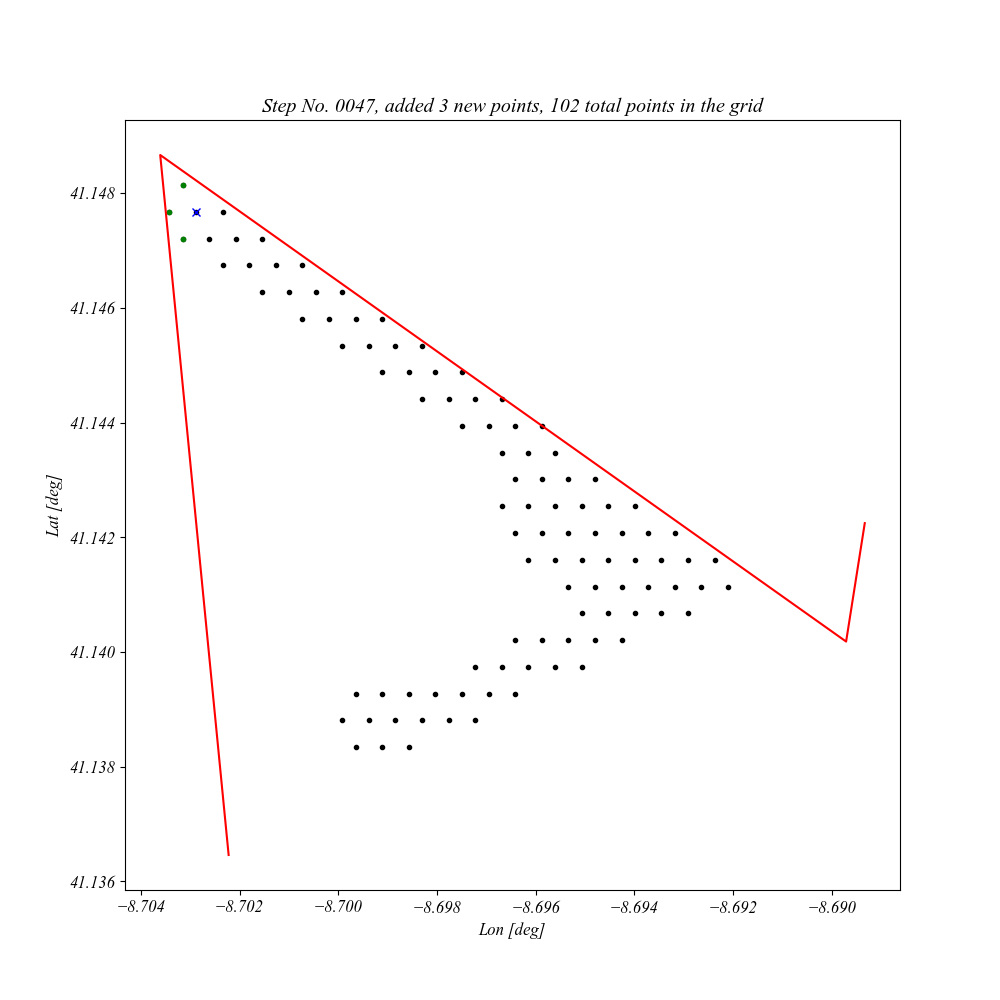 Step No. 0047, added 3 new points, 102 total points in the grid
41.148
41.146
41.144
41.142
41.140
41.138
41.136
Lat [deg]
−8.704 −8.702 −8.700 −8.698 −8.696 −8.694 −8.692 −8.690
Lon [deg]